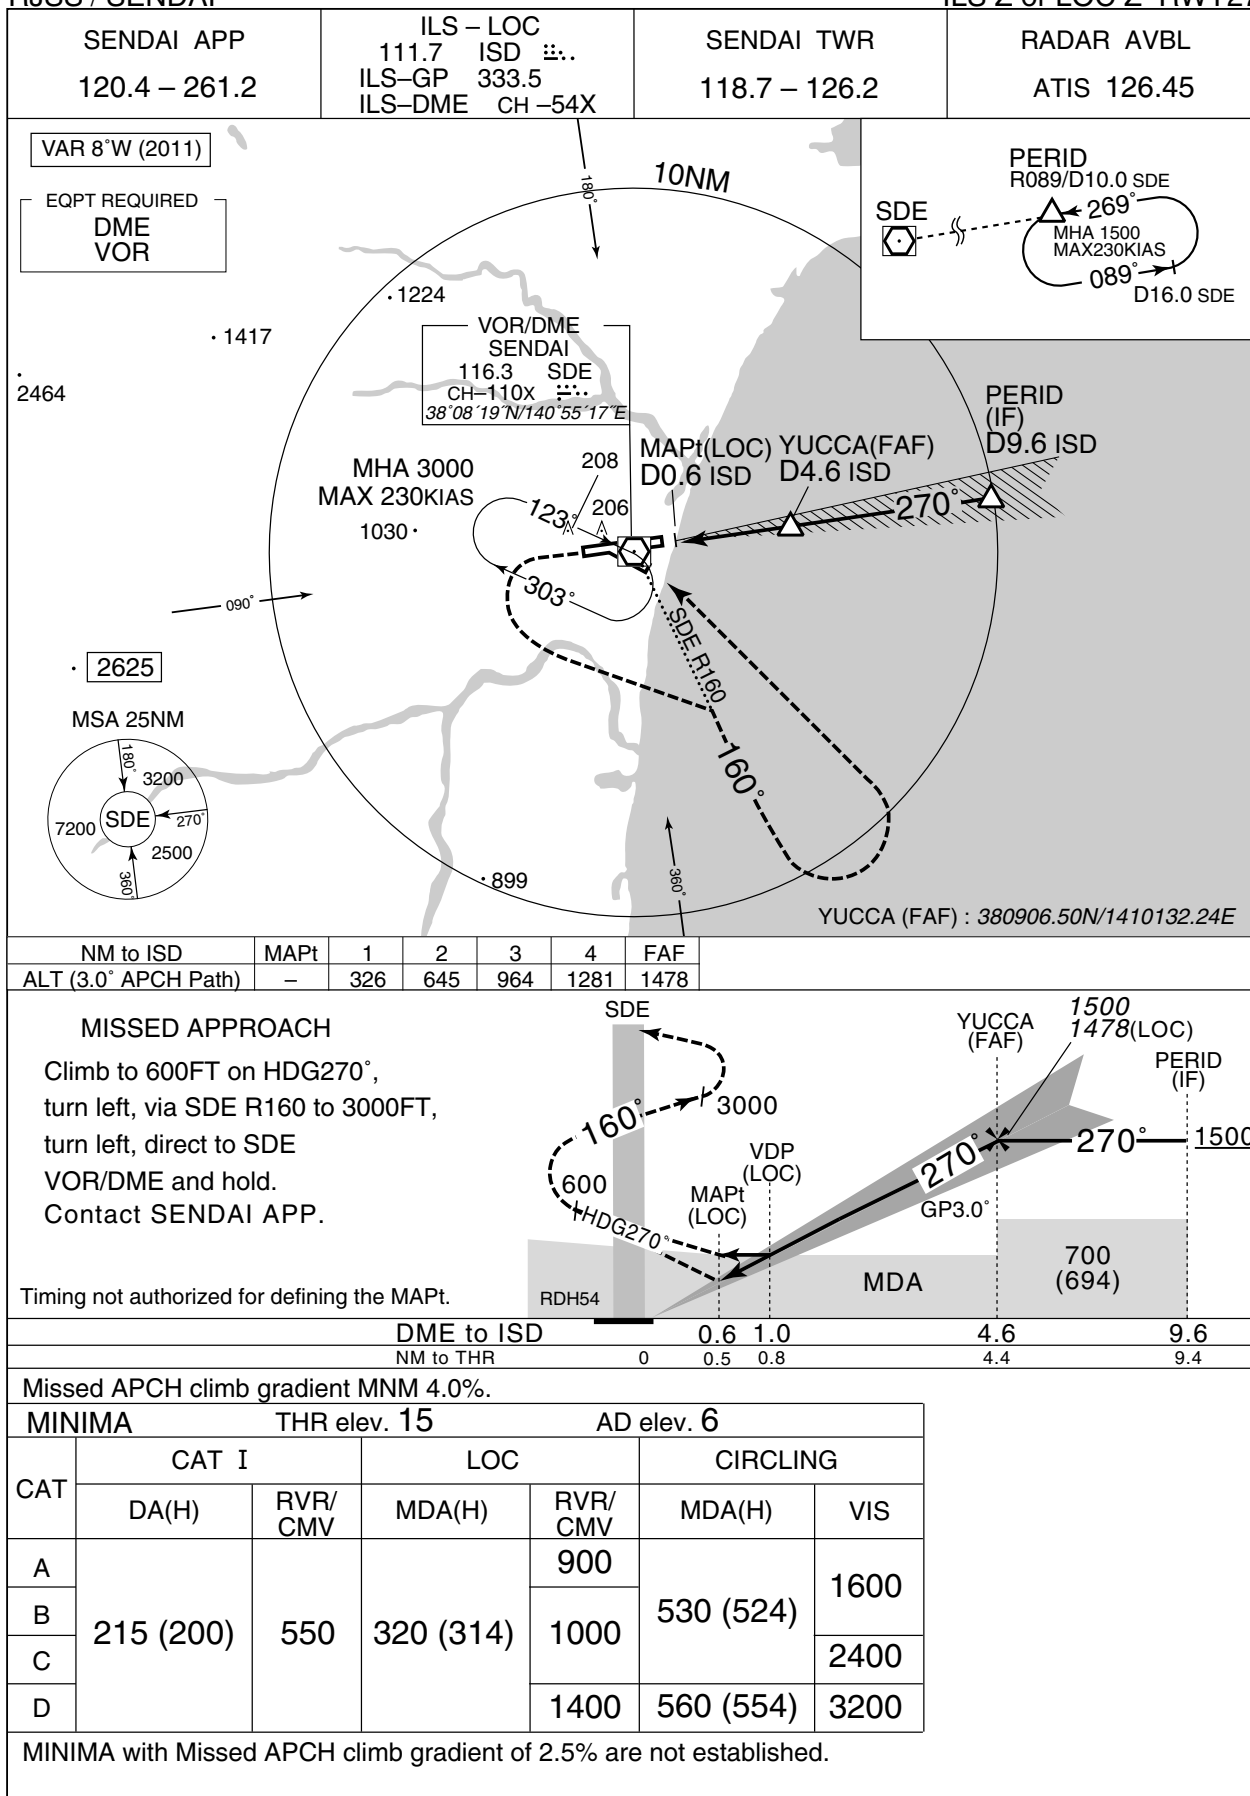 RJSS / SENDAI
ILS Z or LOC Z RWY27
SENDAI APP
120.4 – 261.2
ILS – LOC
111.7 ISD
ILS–GP 333.5
ILS–DME CH –54X
SENDAI TWR
118.7 – 126.2
RADAR AVBL
ATIS 126.45
VAR 8˚W (2011)
EQPT REQUIRED
DME
VOR
180˚
10NM
PERID
R089/D10.0 SDE
SDE
269˚
MHA 1500
MAX230KIAS
089˚
D16.0 SDE
1224
1417
2464
VOR/DME
SENDAI
116.3 SDE
CH–110X
38˚08´19˝N/140˚55´17˝E
PERID
(IF)
D9.6 ISD
MAPt(LOC)
D0.6 ISD
YUCCA(FAF)
D4.6 ISD
MHA 3000
MAX 230KIAS
1030
208
206
123˚
270˚
303˚
090˚
SDE R160
160˚
2625
MSA 25NM
180˚
3200
SDE
270˚
7200
2500
360˚
899
360˚
YUCCA (FAF) : 380906.50N/1410132.24E
NM to ISD MAPt 1 2 3 4 FAF
ALT (3.0˚ APCH Path) – 326 645 964 1281 1478
MISSED APPROACH
Climb to 600FT on HDG270˚,
turn left, via SDE R160 to 3000FT,
turn left, direct to SDE
VOR/DME and hold.
Contact SENDAI APP.
Timing not authorized for defining the MAPt.
SDE
160˚
3000
600
HDG270˚
MAPt
(LOC)
VDP
(LOC)
YUCCA
(FAF)
1500
1478(LOC)
PERID
(IF)
270˚
270˚
1500
GP3.0˚
RDH54
MDA
700
(694)
DME to ISD 0.6 1.0 4.6 9.6
NM to THR 0 0.5 0.8 4.4 9.4
Missed APCH climb gradient MNM 4.0%.
MINIMA THR elev. 15 AD elev. 6
CAT CAT I LOC CIRCLING
DA(H) RVR/CMV MDA(H) RVR/CMV MDA(H) VIS
A 215 (200) 550 320 (314) 900 530 (524) 1600
B 1000
C 2400
D 1400 560 (554) 3200
MINIMA with Missed APCH climb gradient of 2.5% are not established.